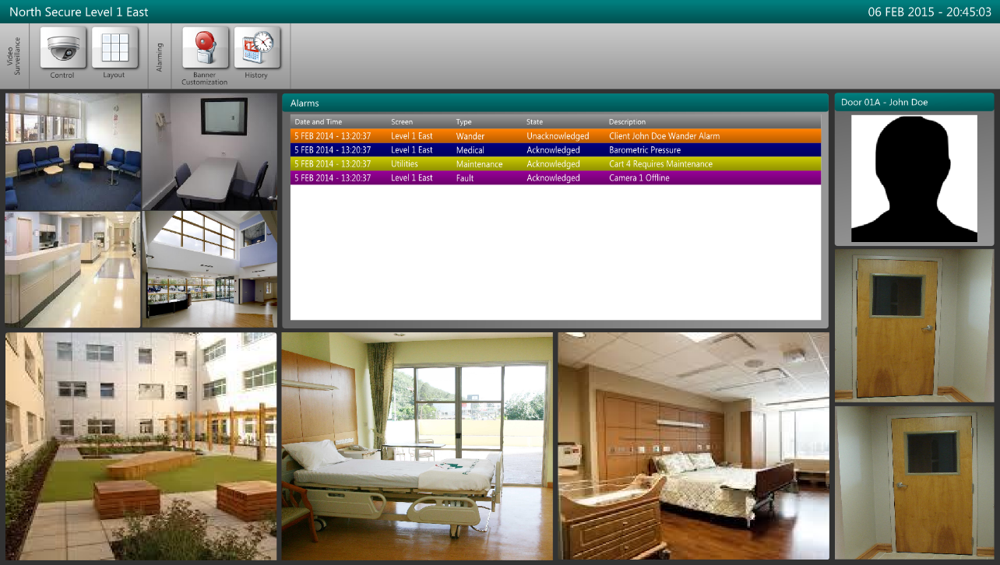 North Secure Level 1 East
06 FEB 2015 - 20:45:03
Video
Surveillance
Control
Layout
Alarming
Banner
Customization
12
History
Alarms
Date and Time Screen Type State Description
5 FEB 2014 - 13:20:37 Level 1 East Wander Unacknowledged Client John Doe Wander Alarm
5 FEB 2014 - 13:20:37 Level 1 East Medical Acknowledged Barometric Pressure
5 FEB 2014 - 13:20:37 Utilities Maintenance Acknowledged Cart 4 Requires Maintenance
5 FEB 2014 - 13:20:37 Level 1 East Fault Acknowledged Camera 1 Offline
Door 01A - John Doe